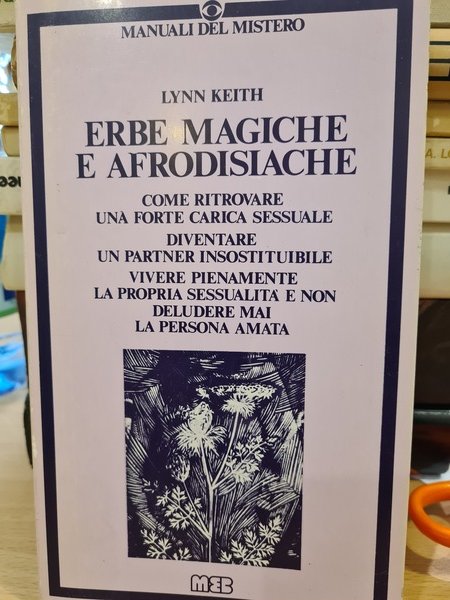 MANUALI DEL MISTERO
LYNN KEITH
ERBE MAGICHE
E AFRODISIACHE
COME RITROVARE
UNA FORTE CARICA SESSUALE
DIVENTARE
UN PARTNER INSOSTITUIBILE
VIVERE PIENAMENTE
LA PROPRIA SESSUALITA' E NON
DELUDERE MAI
LA PERSONA AMATA
MEB